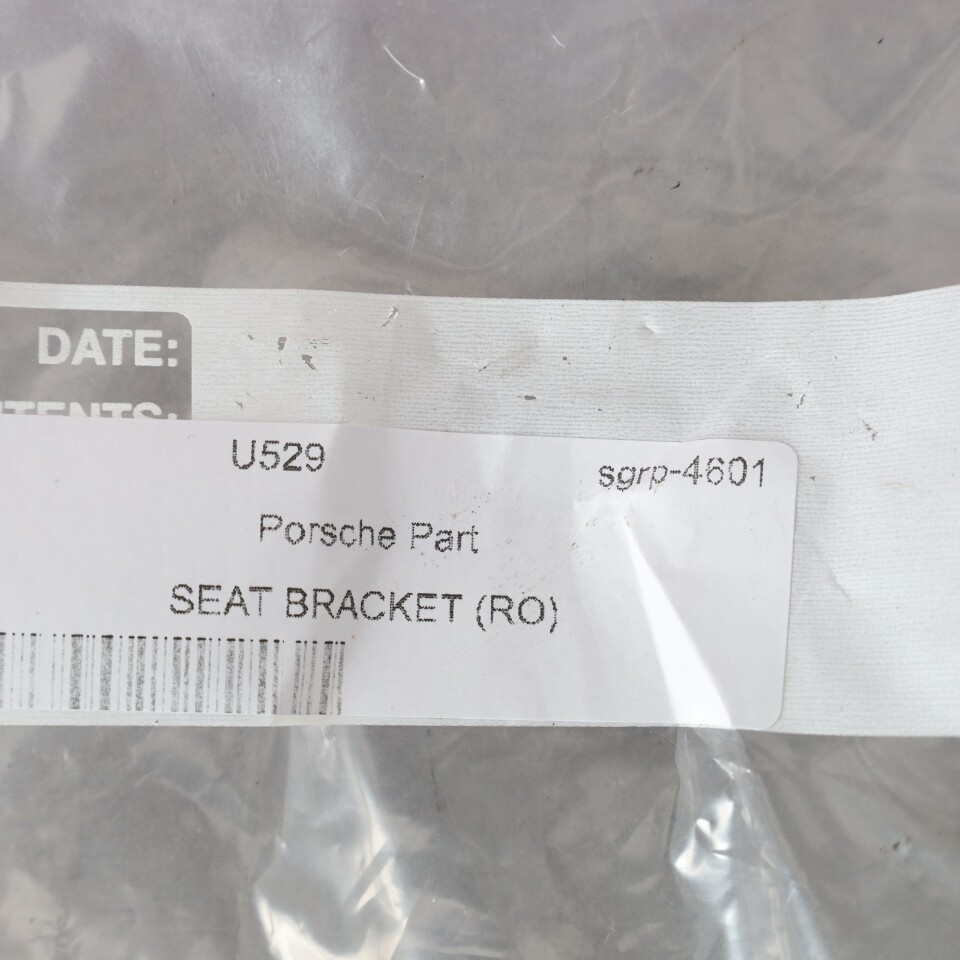 DATE:
U529
sgrp-4601
Porsche Part
SEAT BRACKET (RO)